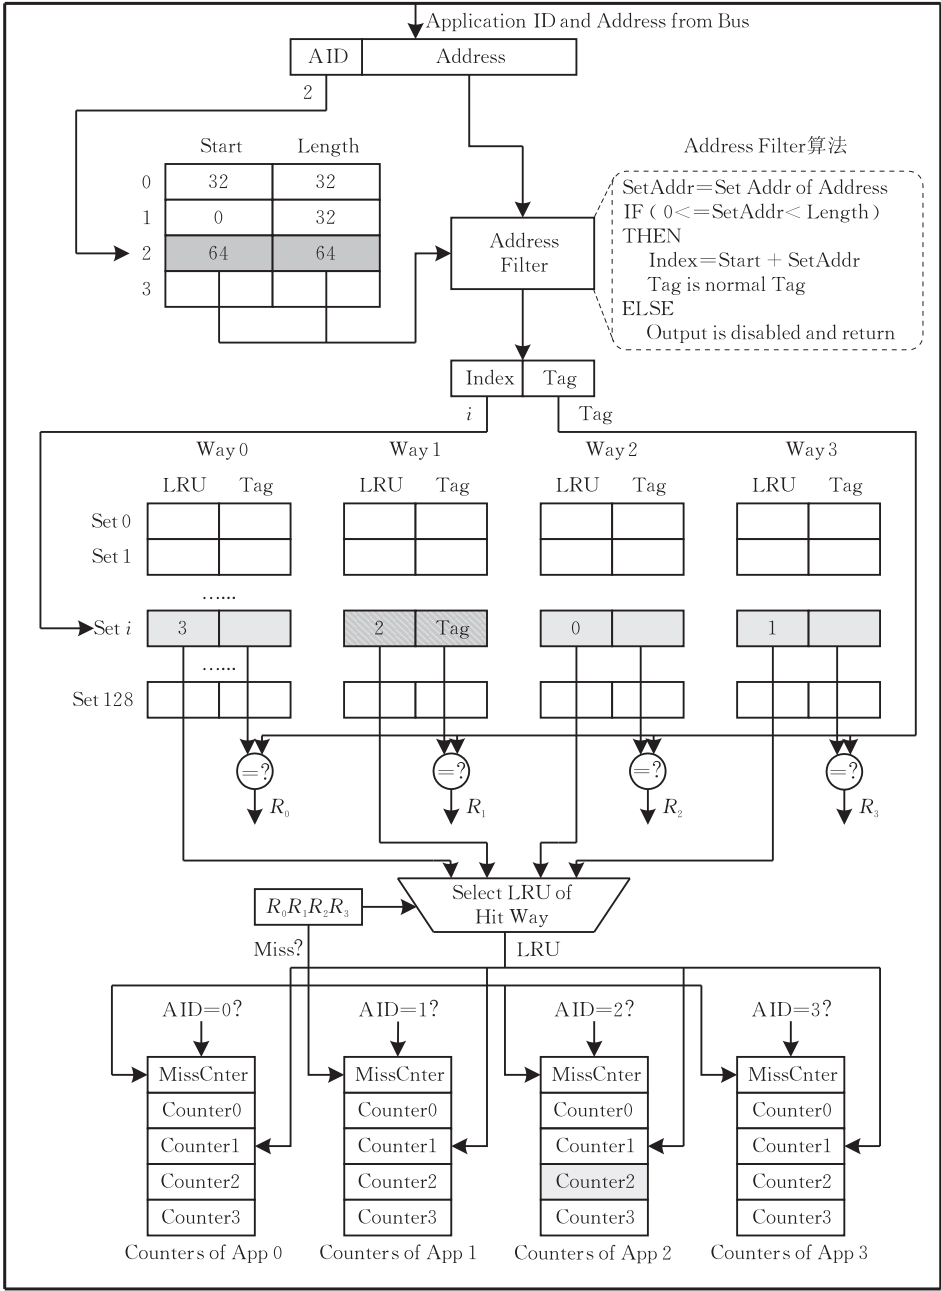 Application ID and Address from Bus
AID Address
2
Start Length
0 32 32
1 0 32
2 64 64
3
Address Filter算法
SetAddr=Set Addr of Address
IF ( 0<=SetAddr< Length)
THEN
Index=Start + SetAddr
Tag is normal Tag
ELSE
Output is disabled and return
Address
Filter
Index Tag
i Tag
Way 0 Way 1 Way 2 Way 3
LRU Tag LRU Tag LRU Tag LRU Tag
Set 0
Set 1
……
Set i 3 2 Tag 0 1
……
Set 128
=? =? =? =?
R0 R1 R2 R3
Select LRU of
Hit Way
R0R1R2R3
Miss? LRU
AID=0? AID=1? AID=2? AID=3?
MissCnter MissCnter MissCnter MissCnter
Counter0 Counter0 Counter0 Counter0
Counter1 Counter1 Counter1 Counter1
Counter2 Counter2 Counter2 Counter2
Counter3 Counter3 Counter3 Counter3
Counters of App 0 Counters of App 1 Counters of App 2 Counters of App 3